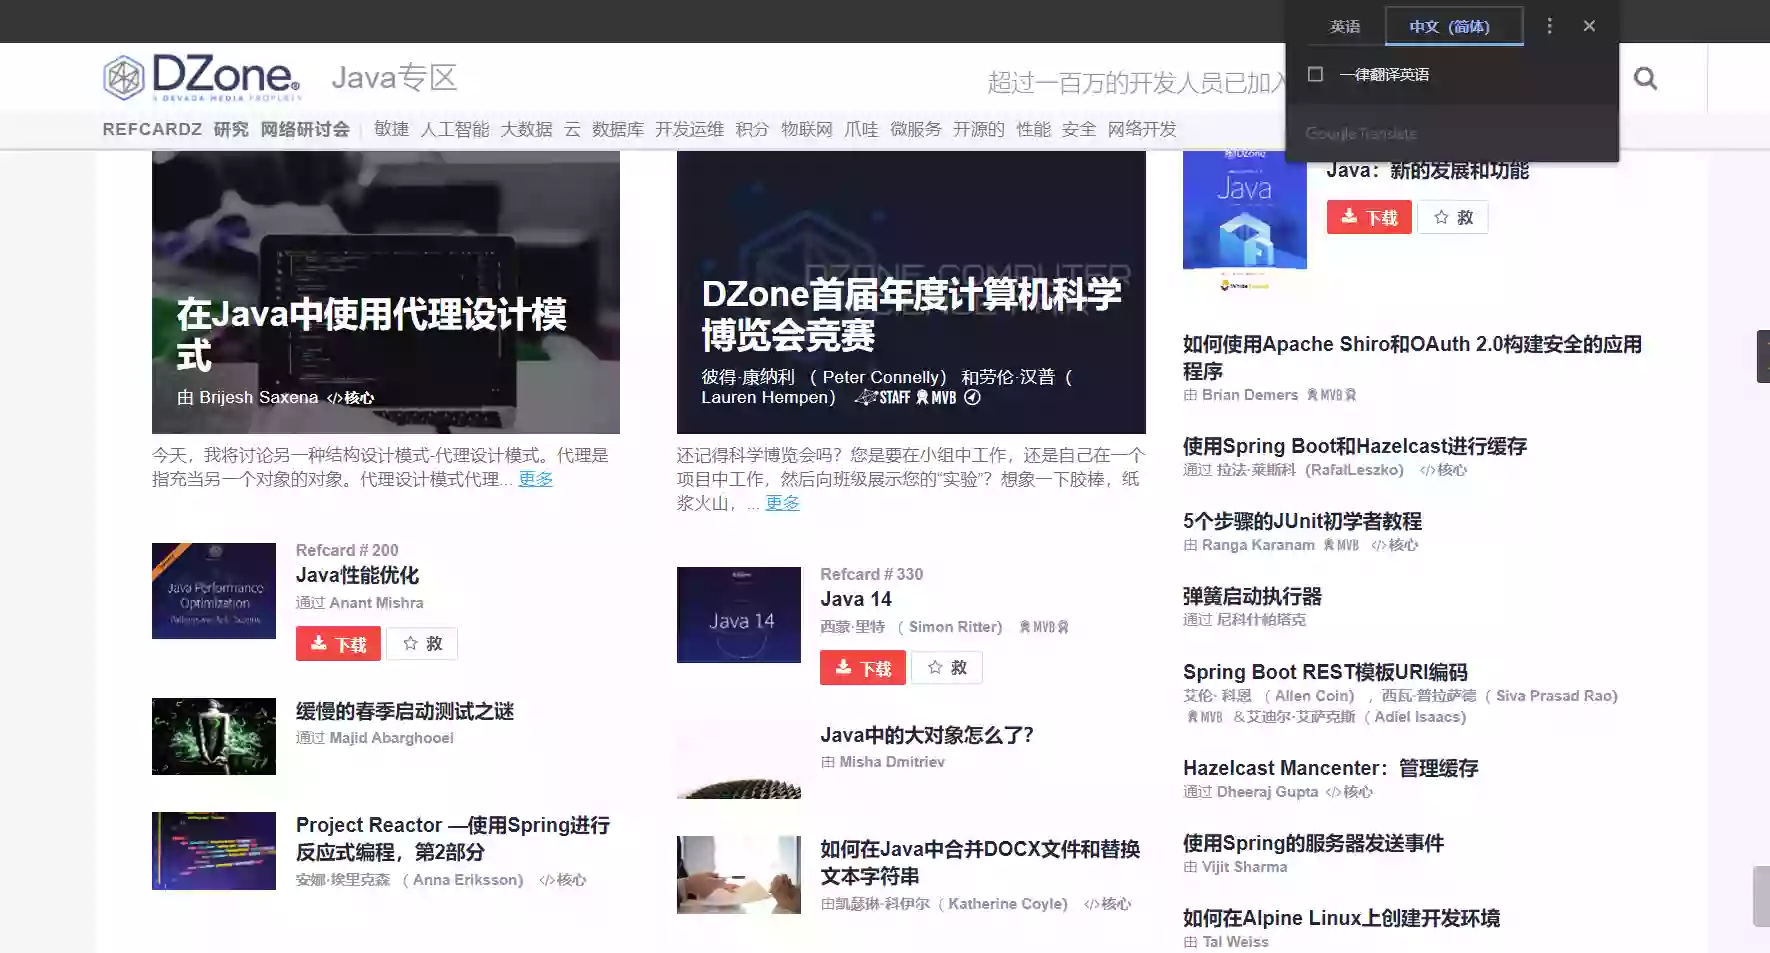 英语
中文（简体）
一律翻译英语
Google Translate
DZone
A DEVADA MEDIA PROPERTY
Java专区
超过一百万的开发人员已加入
REFCARDZ 研究 网络研讨会 敏捷 人工智能 大数据 云 数据库 开发运维 积分 物联网 爪哇 微服务 开源的 性能 安全 网络开发
在Java中使用代理设计模
式
由 Brijesh Saxena </>核心
今天，我将讨论另一种结构设计模式-代理设计模式。代理是
指充当另一个对象的对象。代理设计模式代理... 更多
Refcard # 200
Java性能优化
通过 Anant Mishra
下载 救
Java Performance
Optimization
缓慢的春季启动测试之谜
通过 Majid Abarghooei
Project Reactor —使用Spring进行
反应式编程，第2部分
安娜·埃里克森 （ Anna Eriksson） </>核心
DZONE COMPUTER
SCIENCE FAIR
DZone首届年度计算机科学
博览会竞赛
彼得·康纳利 （ Peter Connelly） 和劳伦·汉普（
Lauren Hempen） STAFF MVB
还记得科学博览会吗？您是要在小组中工作，还是自己在一个
项目中工作，然后向班级展示您的“实验”？想象一下胶棒，纸
浆火山，... 更多
Java 14
Refcard # 330
Java 14
西蒙·里特 （ Simon Ritter） MVB
下载 救
Java中的大对象怎么了？
由 Misha Dmitriev
如何在Java中合并DOCX文件和替换
文本字符串
由凯瑟琳·科伊尔（ Katherine Coyle） </>核心
DZone
Java
Java：新的发展和功能
下载 救
如何使用Apache Shiro和OAuth 2.0构建安全的应用
程序
由 Brian Demers MVB
使用Spring Boot和Hazelcast进行缓存
通过 拉法·莱斯科（RafalLeszko） </>核心
5个步骤的JUnit初学者教程
由 Ranga Karanam MVB </>核心
弹簧启动执行器
通过 尼科什帕塔克
Spring Boot REST模板URI编码
艾伦· 科恩 （ Allen Coin） ，西瓦·普拉萨德（ Siva Prasad Rao）
MVB ＆艾迪尔·艾萨克斯（ Adiel Isaacs)
Hazelcast Mancenter：管理缓存
通过 Dheeraj Gupta </>核心
使用Spring的服务器发送事件
由 Vijit Sharma
如何在Alpine Linux上创建开发环境
由 Tal Weiss